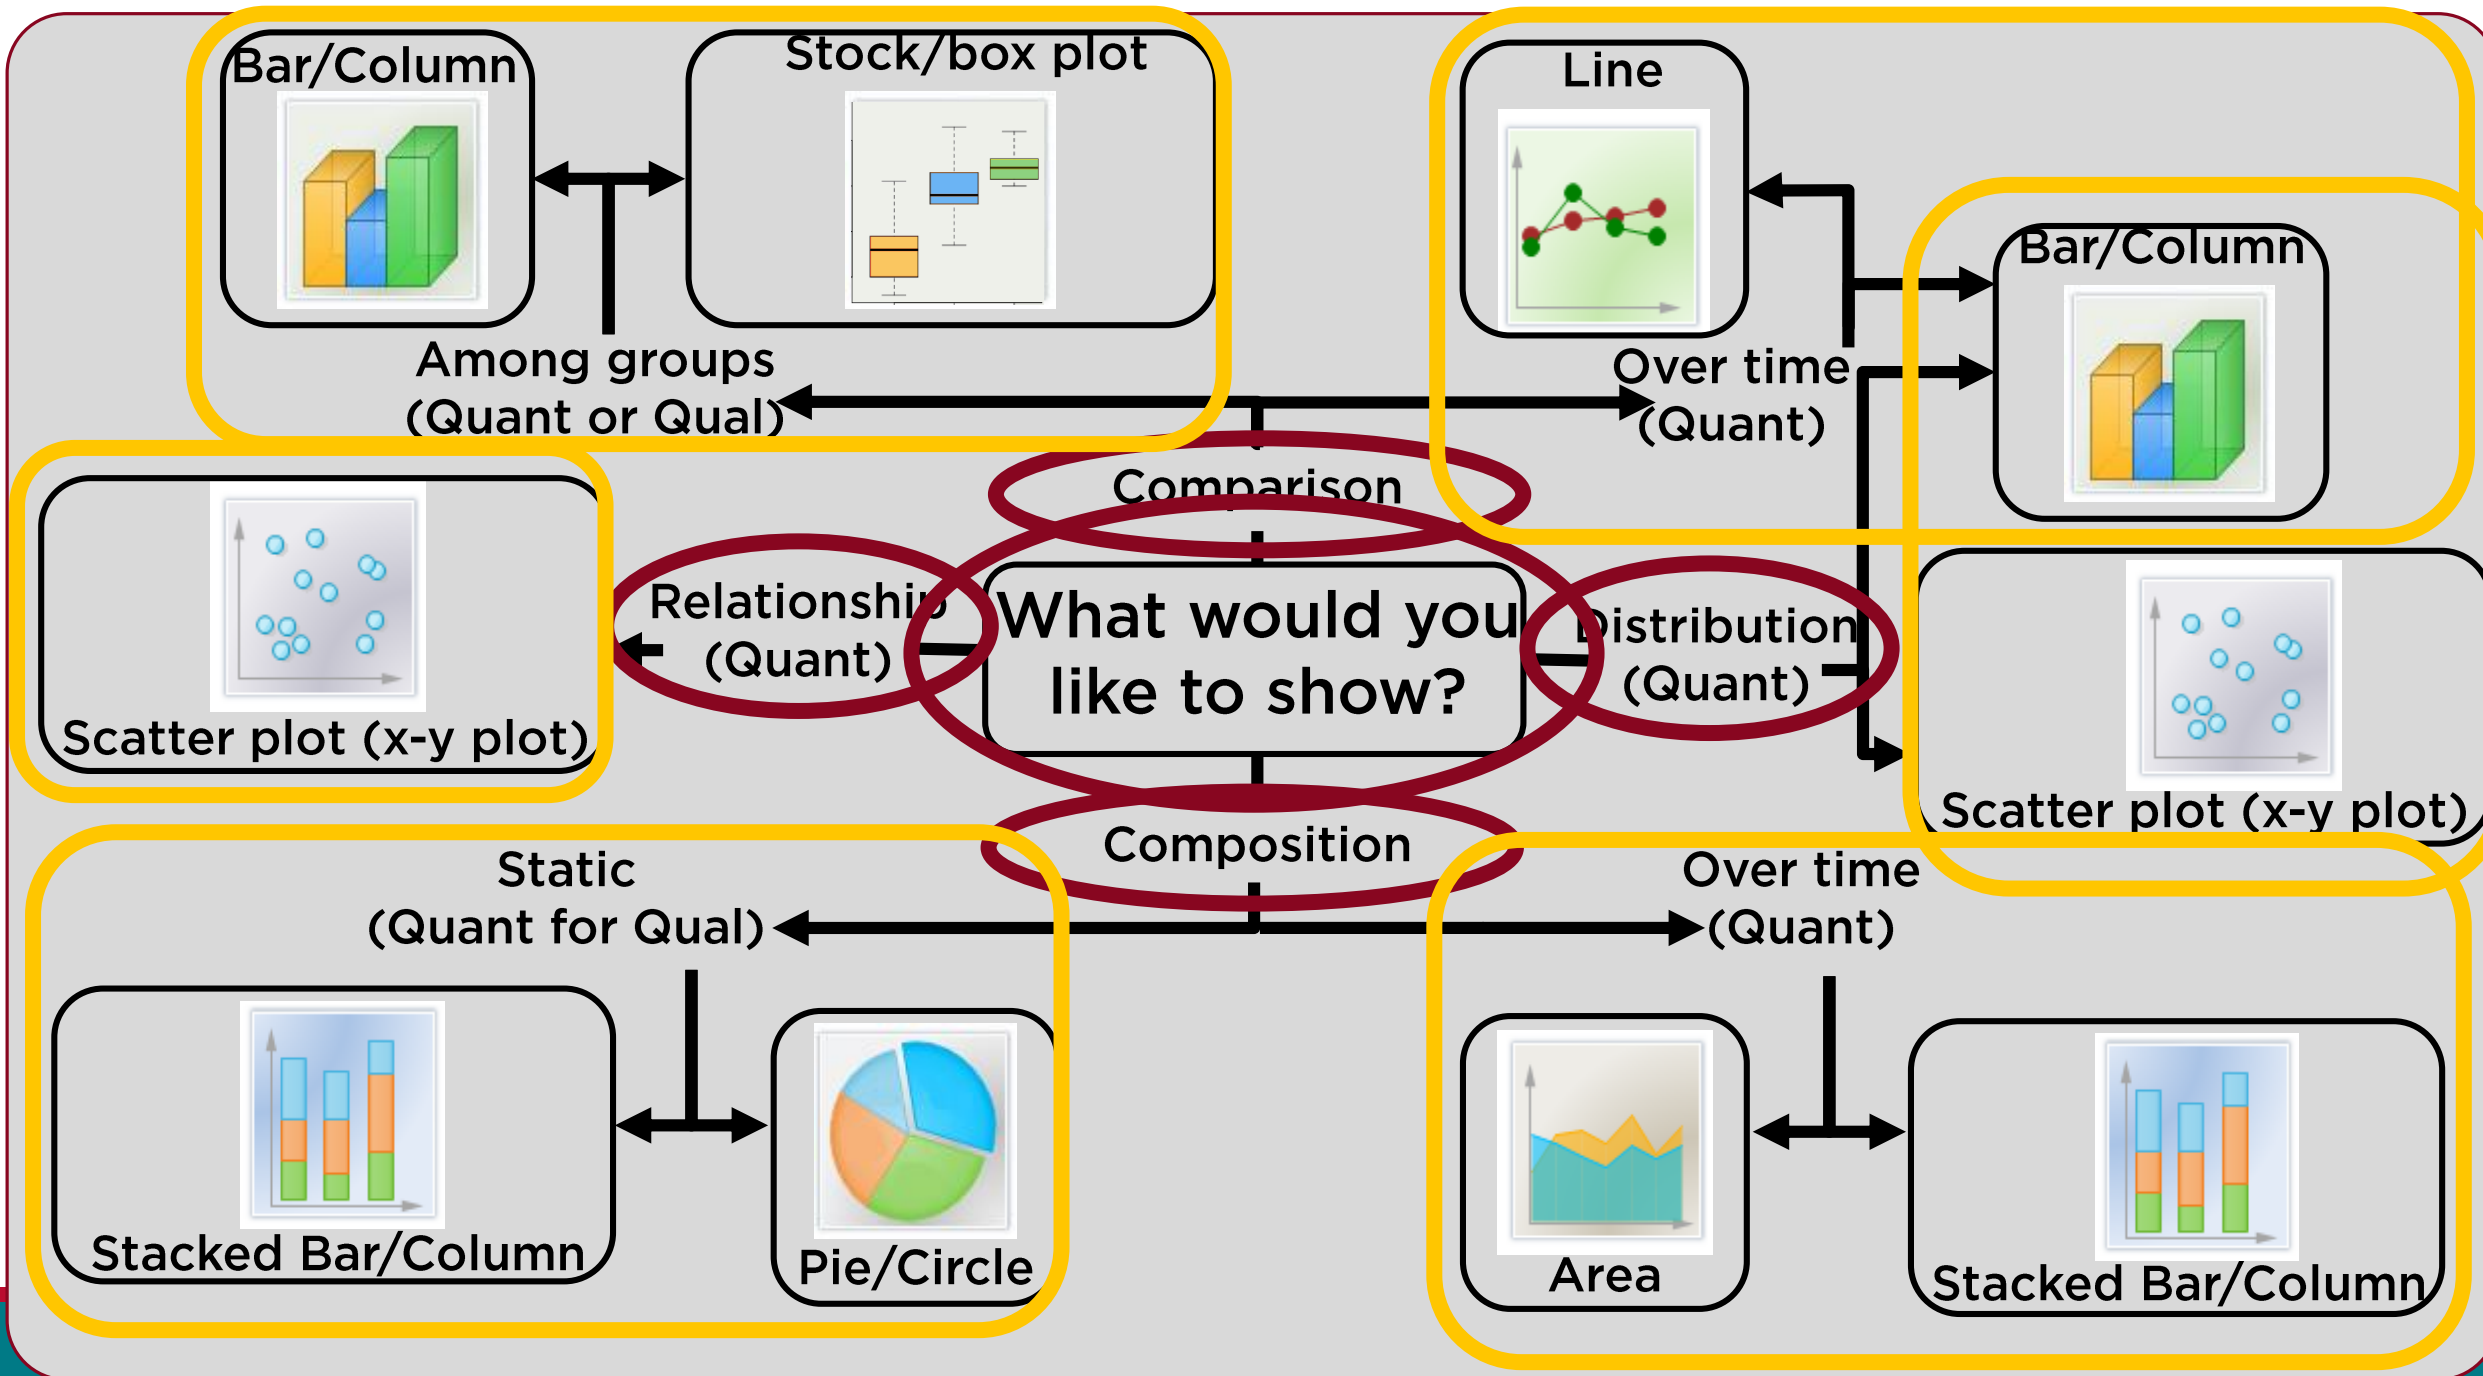 Bar/Column
Stock/box plot
Among groups
(Quant or Qual)
Line
Over time
(Quant)
Bar/Column
Comparison
Scatter plot (x-y plot)
Relationship
(Quant)
What would you
like to show?
Distribution
(Quant)
Scatter plot (x-y plot)
Composition
Static
(Quant for Qual)
Stacked Bar/Column
Pie/Circle
Over time
(Quant)
Area
Stacked Bar/Column